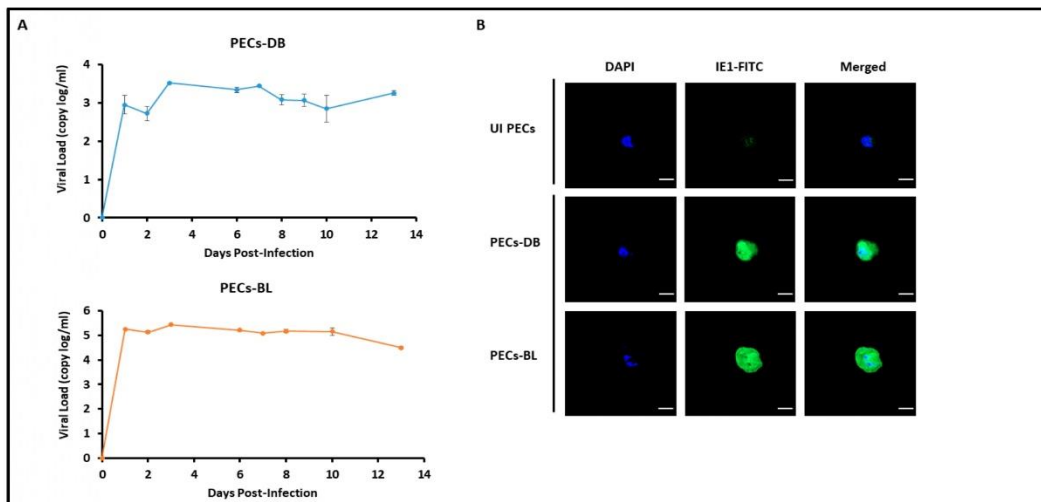 A
PECs-DB
Viral Load (copy log/ml)
4
3
2
1
0
0 2 4 6 8 10 12 14
Days Post-Infection
PECs-BL
Viral Load (copy log/ml)
6
5
4
3
2
1
0
0 2 4 6 8 10 12 14
Days Post-Infection
B
DAPI IE1-FITC Merged
UI PECs
PECs-DB
PECs-BL